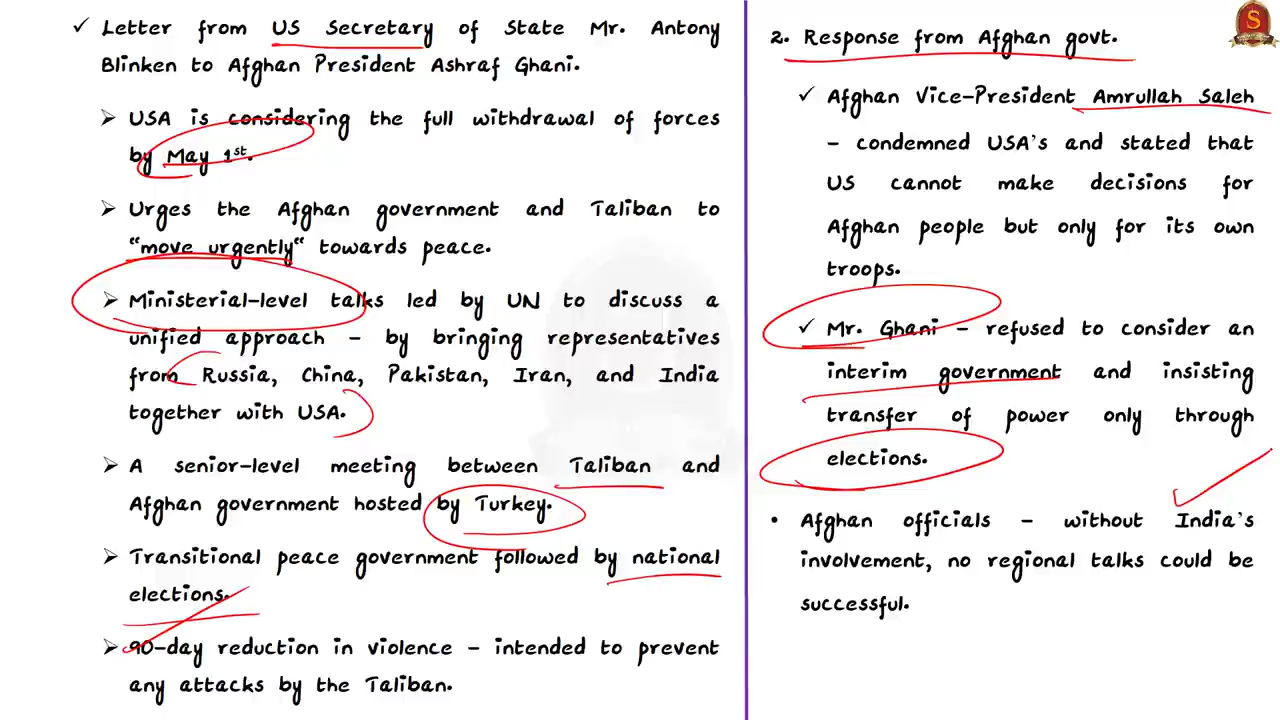 ✓ Letter from US Secretary of State Mr. Antony
Blinken to Afghan President Ashraf Ghani.
➢ USA is considering the full withdrawal of forces
by May 1st.
➢ Urges the Afghan government and Taliban to
“move urgently“ towards peace.
➢ Ministerial-level talks led by UN to discuss a
unified approach – by bringing representatives
from Russia, China, Pakistan, Iran, and India
together with USA.
➢ A senior-level meeting between Taliban and
Afghan government hosted by Turkey.
➢ Transitional peace government followed by national
elections.
➢ 90-day reduction in violence – intended to prevent
any attacks by the Taliban.
2. Response from Afghan govt.
✓ Afghan Vice-President Amrullah Saleh
– condemned USA's and stated that
US cannot make decisions for
Afghan people but only for its own
troops.
✓ Mr. Ghani – refused to consider an
interim government and insisting
transfer of power only through
elections.
• Afghan officials – without India's
involvement, no regional talks could be
successful.